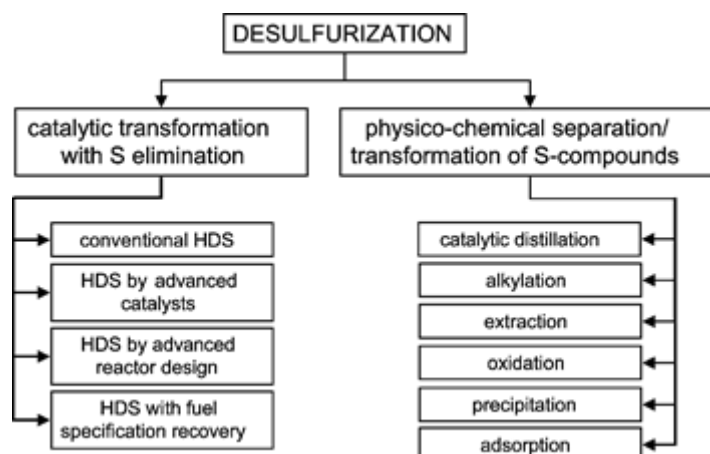 DESULFURIZATION
catalytic transformation
with S elimination
physico-chemical separation/
transformation of S-compounds
conventional HDS
HDS by advanced
catalysts
HDS by advanced
reactor design
HDS with fuel
specification recovery
catalytic distillation
alkylation
extraction
oxidation
precipitation
adsorption